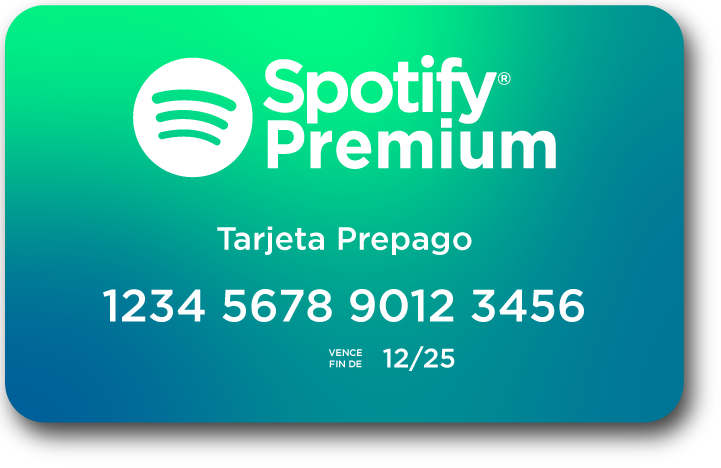 Spotify®
Premium
Tarjeta Prepago
1234 5678 9012 3456
VENCE
FIN DE 12/25